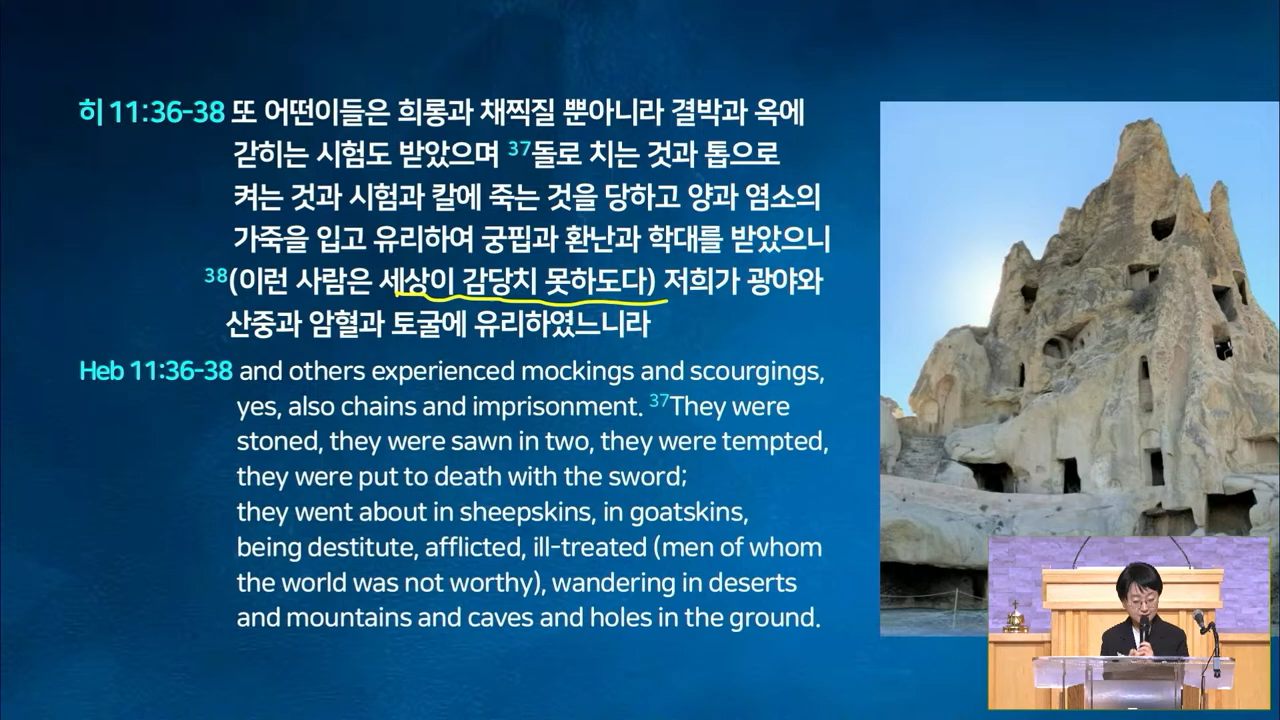 히 11:36-38 또 어떤이들은 희롱과 채찍질 뿐아니라 결박과 옥에
갇히는 시험도 받았으며 37돌로 치는 것과 톱으로
켜는 것과 시험과 칼에 죽는 것을 당하고 양과 염소의
가죽을 입고 유리하여 궁핍과 환난과 학대를 받았으니
38(이런 사람은 세상이 감당치 못하도다) 저희가 광야와
산중과 암혈과 토굴에 유리하였느니라
Heb 11:36-38 and others experienced mockings and scourgings,
yes, also chains and imprisonment. 37They were
stoned, they were sawn in two, they were tempted,
they were put to death with the sword;
they went about in sheepskins, in goatskins,
being destitute, afflicted, ill-treated (men of whom
the world was not worthy), wandering in deserts
and mountains and caves and holes in the ground.